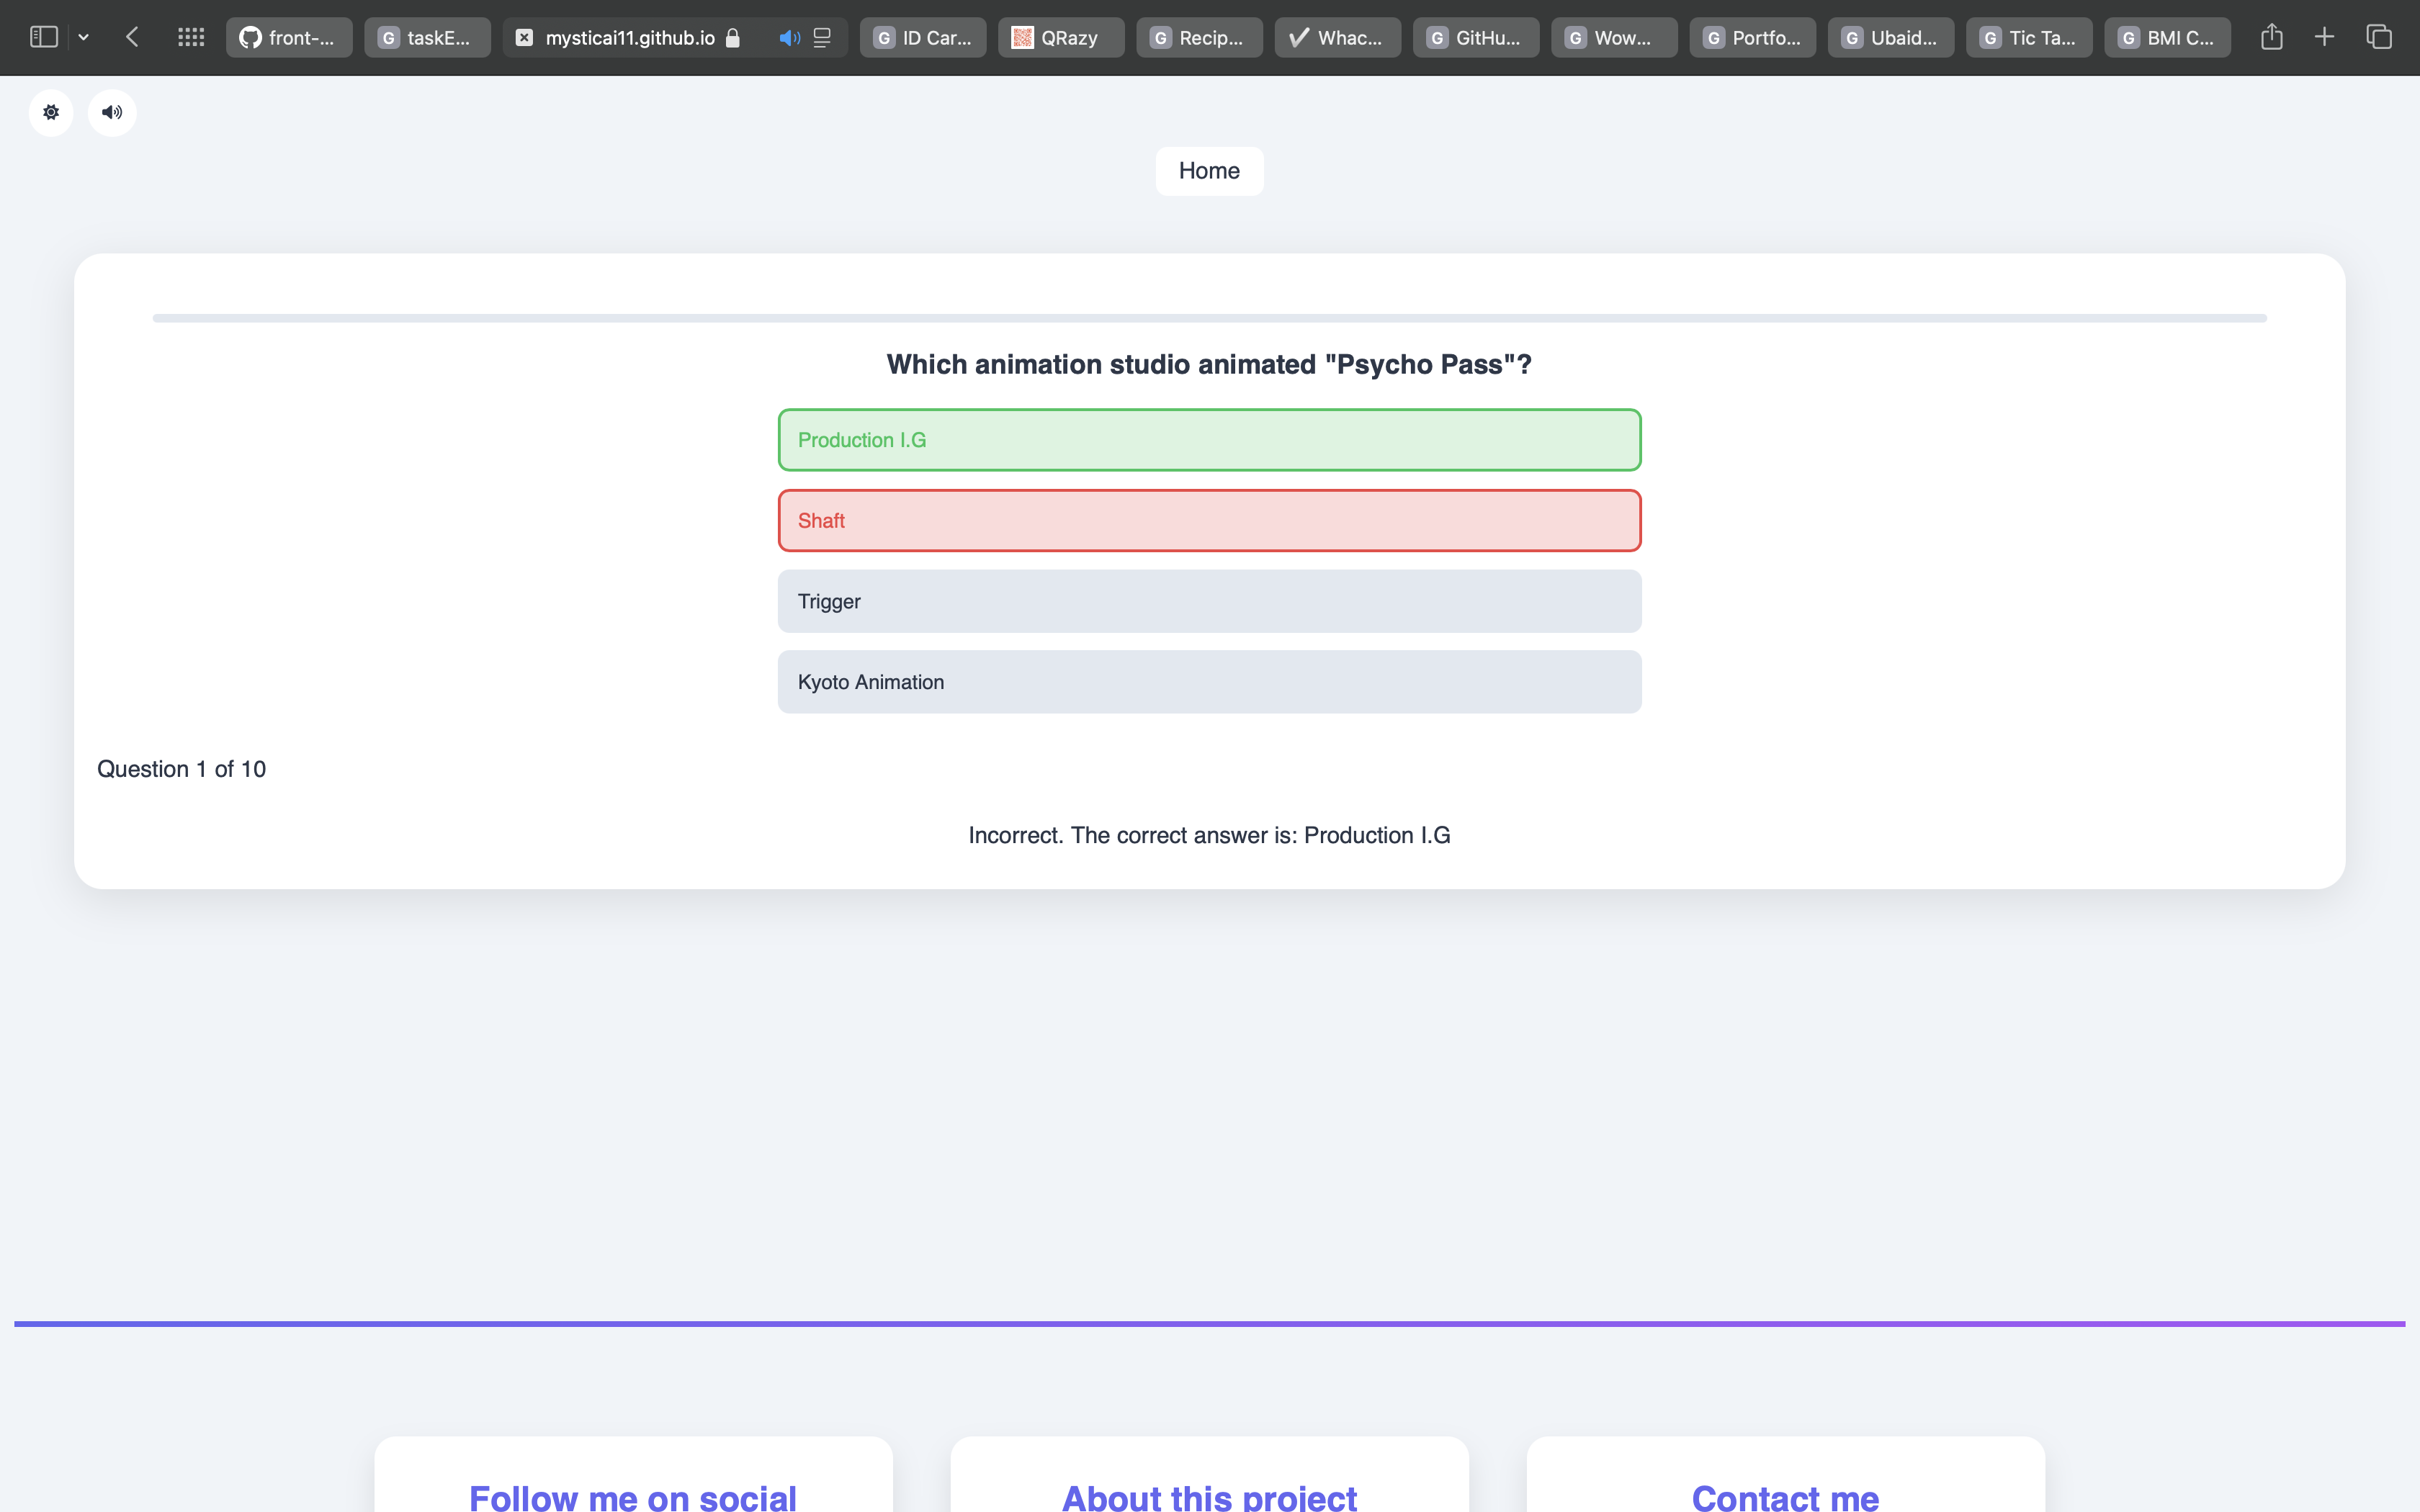 front-...
taskE...
mysticai11.github.io
ID Car...
QRazy
Recip...
Whac...
GitHu...
Wow...
Portfo...
Ubaid...
Tic Ta...
BMI C...
Home
Which animation studio animated "Psycho Pass"?
Production I.G
Shaft
Trigger
Kyoto Animation
Question 1 of 10
Incorrect. The correct answer is: Production I.G
Follow me on social
About this project
Contact me